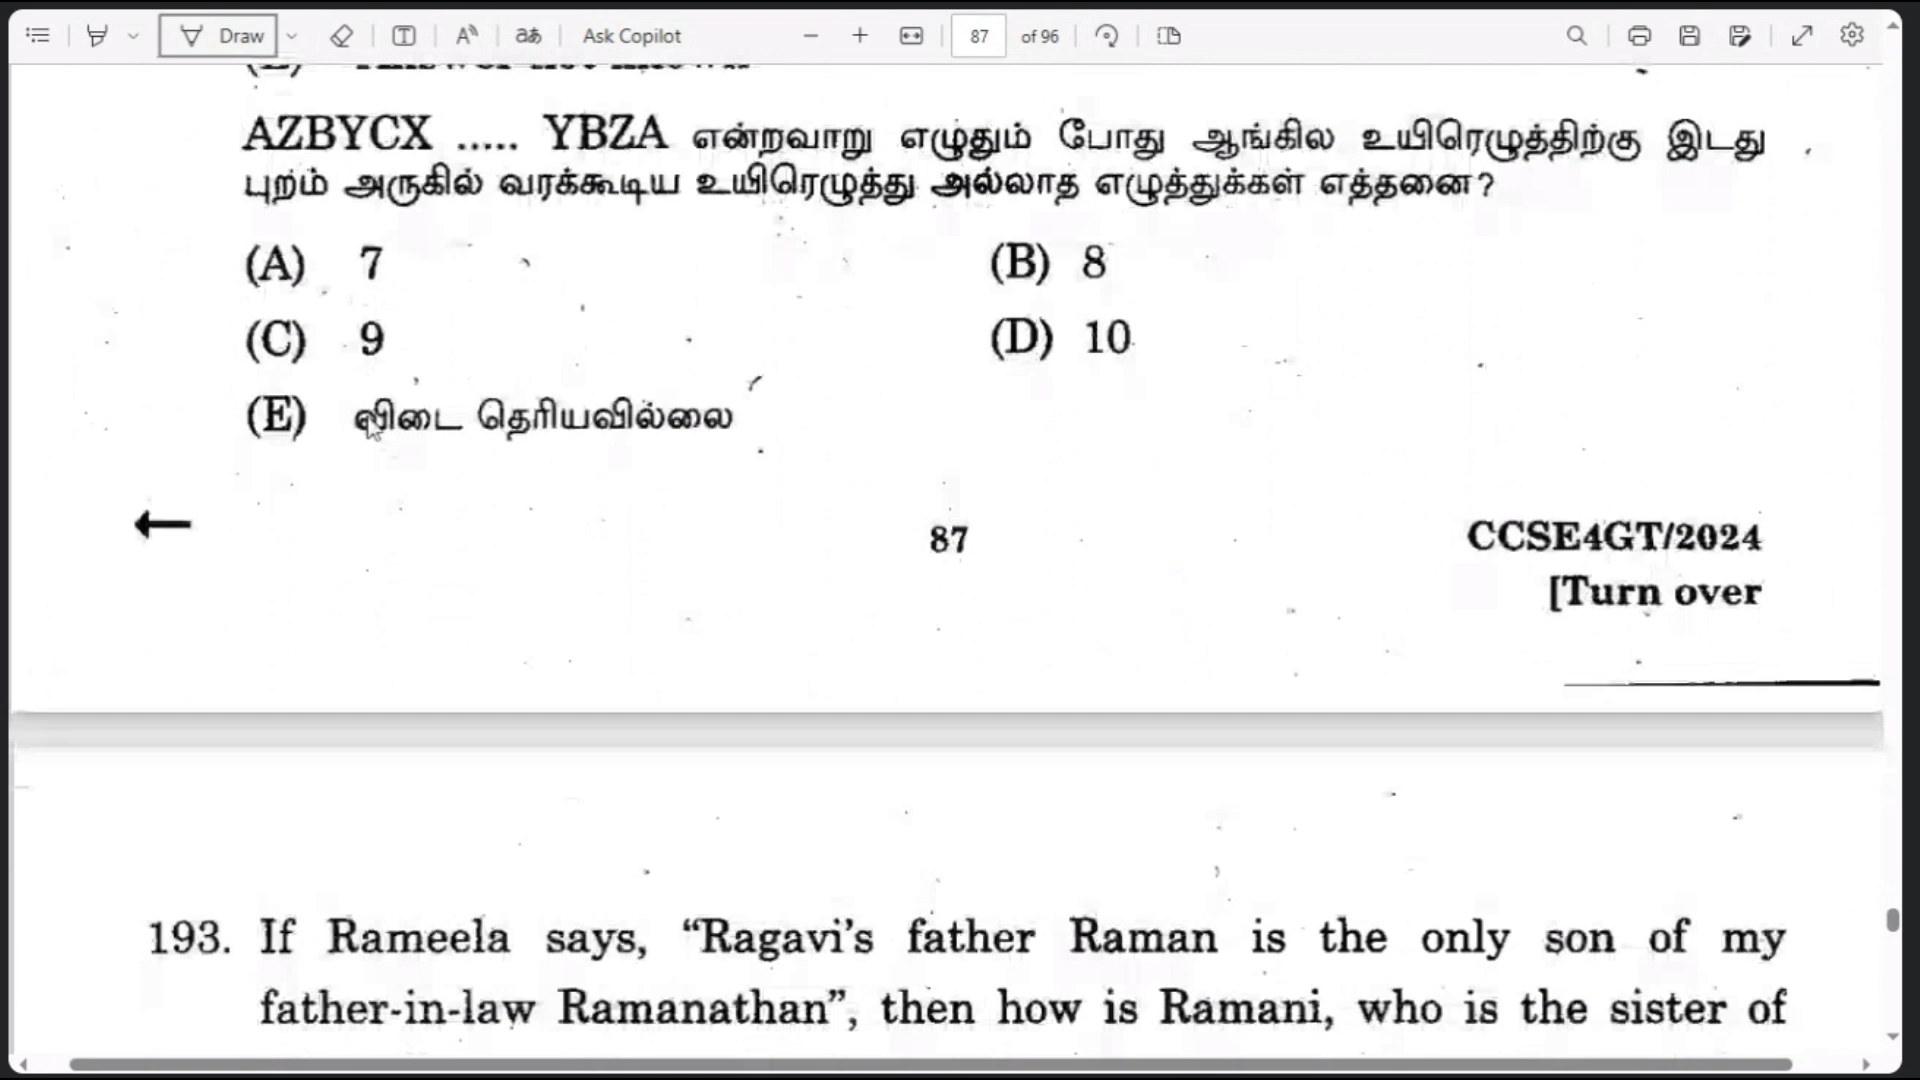 Draw
Ask Copilot
87 of 96
AZBYCX ..... YBZA என்றவாறு எழுதும் போது ஆங்கில உயிரெழுத்திற்கு இடது
புறம் அருகில் வரக்கூடிய உயிரெழுத்து அல்லாத எழுத்துக்கள் எத்தனை?
(A) 7 (B) 8
(C) 9 (D) 10
(E) விடை தெரியவில்லை
87
CCSE4GT/2024
[Turn over
193. If Rameela says, “Ragavi’s father Raman is the only son of my
father-in-law Ramanathan”, then how is Ramani, who is the sister of